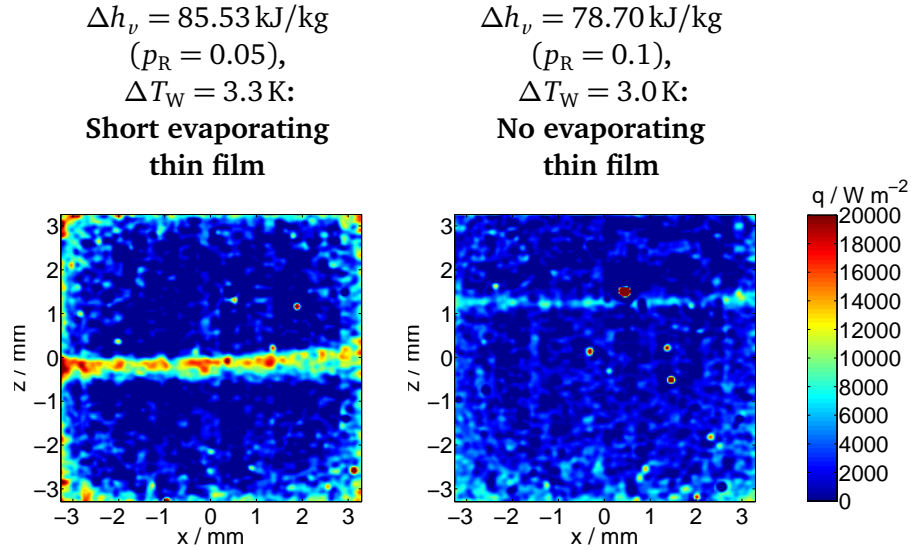 Δh_ν = 85.53 kJ/kg
(p_R = 0.05),
ΔT_W = 3.3 K:
Short evaporating
thin film
Δh_ν = 78.70 kJ/kg
(p_R = 0.1),
ΔT_W = 3.0 K:
No evaporating
thin film
3
2
1
0
−1
−2
−3
z / mm
−3 −2 −1 0 1 2 3
x / mm
3
2
1
0
−1
−2
−3
z / mm
−3 −2 −1 0 1 2 3
x / mm
q / W m⁻²
20000
18000
16000
14000
12000
10000
8000
6000
4000
2000
0